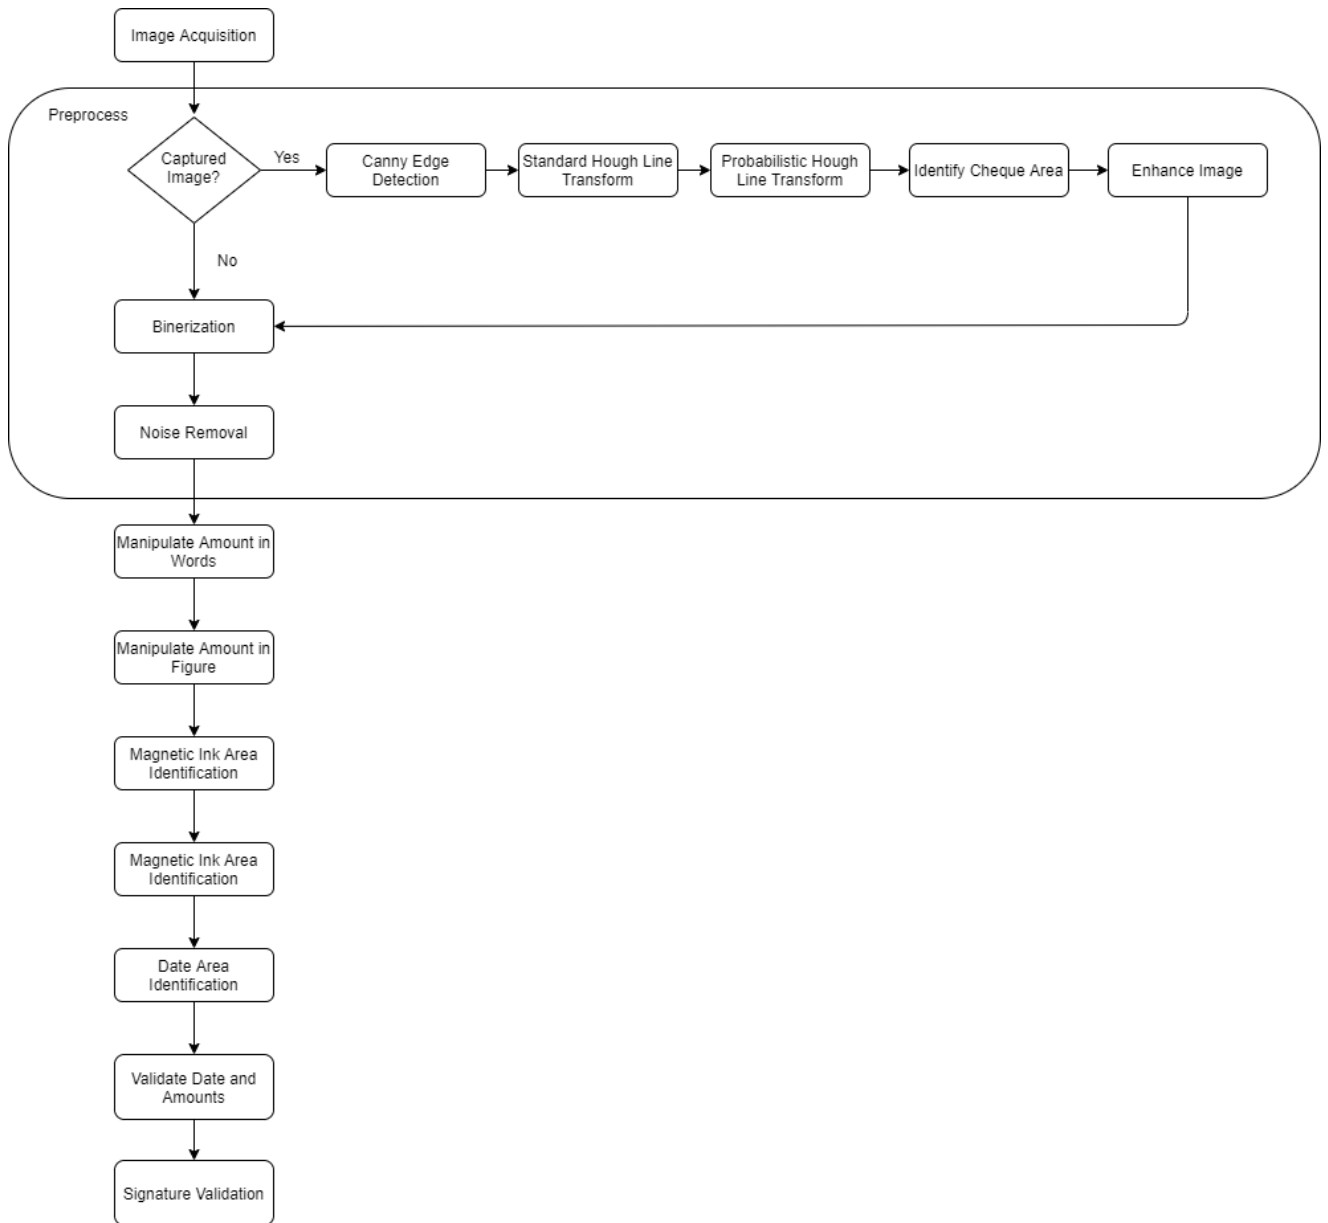 Image Acquisition
Preprocess
Captured
Image?
Yes
Canny Edge
Detection
Standard Hough Line
Transform
Probabilistic Hough
Line Transform
Identify Cheque Area
Enhance Image
No
Binerization
Noise Removal
Manipulate Amount in
Words
Manipulate Amount in
Figure
Magnetic Ink Area
Identification
Magnetic Ink Area
Identification
Date Area
Identification
Validate Date and
Amounts
Signature Validation